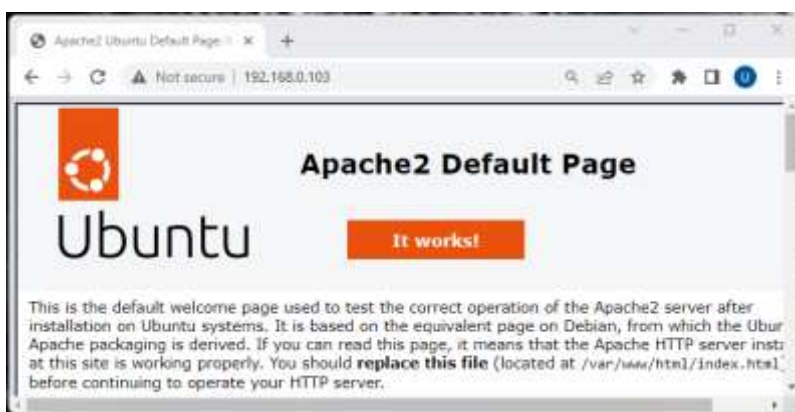 Apache2 Ubuntu Default Page
Not secure | 192.168.0.103
U
Apache2 Default Page
Ubuntu
It works!
This is the default welcome page used to test the correct operation of the Apache2 server after
installation on Ubuntu systems. It is based on the equivalent page on Debian, from which the
Apache packaging is derived. If you can read this page, it means that the Apache HTTP server
at this site is working properly. You should replace this file (located at /var/www/html/index.html
before continuing to operate your HTTP server.